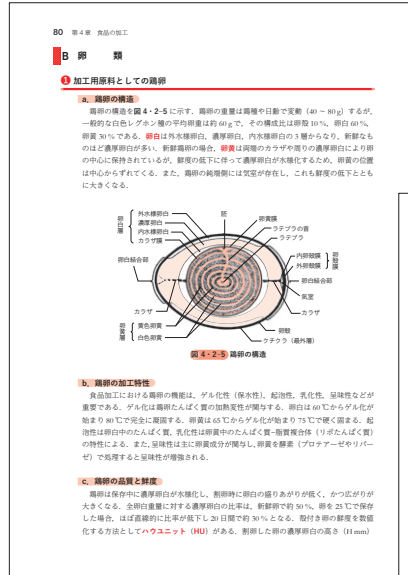 80 第4章 食品の加工
B 卵 類
❶ 加工用原料としての鶏卵
a. 鶏卵の構造
鶏卵の構造を図4・2-5に示す．鶏卵の重量は鶏種や日齢で変動（40～80g）するが，
一般的な白色レグホン種の平均卵重は約60gで，その構成比は卵殻10%，卵白60%，
卵黄30%である．卵白は外水様卵白，濃厚卵白，内水様卵白の3層からなり，新鮮なも
のほど濃厚卵白が多い．新鮮卵の場合，卵黄は両端のカラザや周りの濃厚卵白により卵
の中心に保持されているが，鮮度の低下に伴って濃厚卵白が水様化するため，卵黄の位置
は中心からずれてくる．また，鶏卵の鈍端側には気室が存在し，これも鮮度の低下ととも
に大きくなる．
卵白層
外水様卵白
濃厚卵白
内水様卵白
カラザ膜
卵白結合部
カラザ
卵黄層
黄色卵黄
白色卵黄
胚
卵黄膜
ラテブラの首
ラテブラ
内卵殻膜
外卵殻膜
卵殻膜
卵白結合部
気室
カラザ
卵殻
クチクラ（最外層）
図4・2-5 鶏卵の構造
b. 鶏卵の加工特性
食品加工における鶏卵の機能は，ゲル化性（保水性），起泡性，乳化性，呈味性などが
重要である．ゲル化は鶏卵たんぱく質の加熱変性が関与する．卵白は60℃からゲル化が
始まり80℃で完全に凝固する．卵黄は65℃からゲル化が始まり75℃で硬く固まる．起
泡性は卵白中のたんぱく質，乳化性は卵黄中のたんぱく質-脂質複合体（リポたんぱく質）
の特性による．また，呈味性は主に卵黄成分が関与し，卵黄を酵素（プロテアーゼやリパー
ゼ）で処理すると呈味性が増強される．
c. 鶏卵の品質と鮮度
鶏卵は保存中に濃厚卵白が水様化し，割卵時に卵白の盛りあがりが低く，かつ広がりが
大きくなる．全卵白重量に対する濃厚卵白の比率は，新鮮卵で約50%，卵を25℃で保存
した場合，ほぼ直線的に比率が低下し20日間で約30%となる．殻付き卵の鮮度を数値
化する方法としてハウユニット（HU）がある．割卵した卵の濃厚卵白の高さ（Hmm）